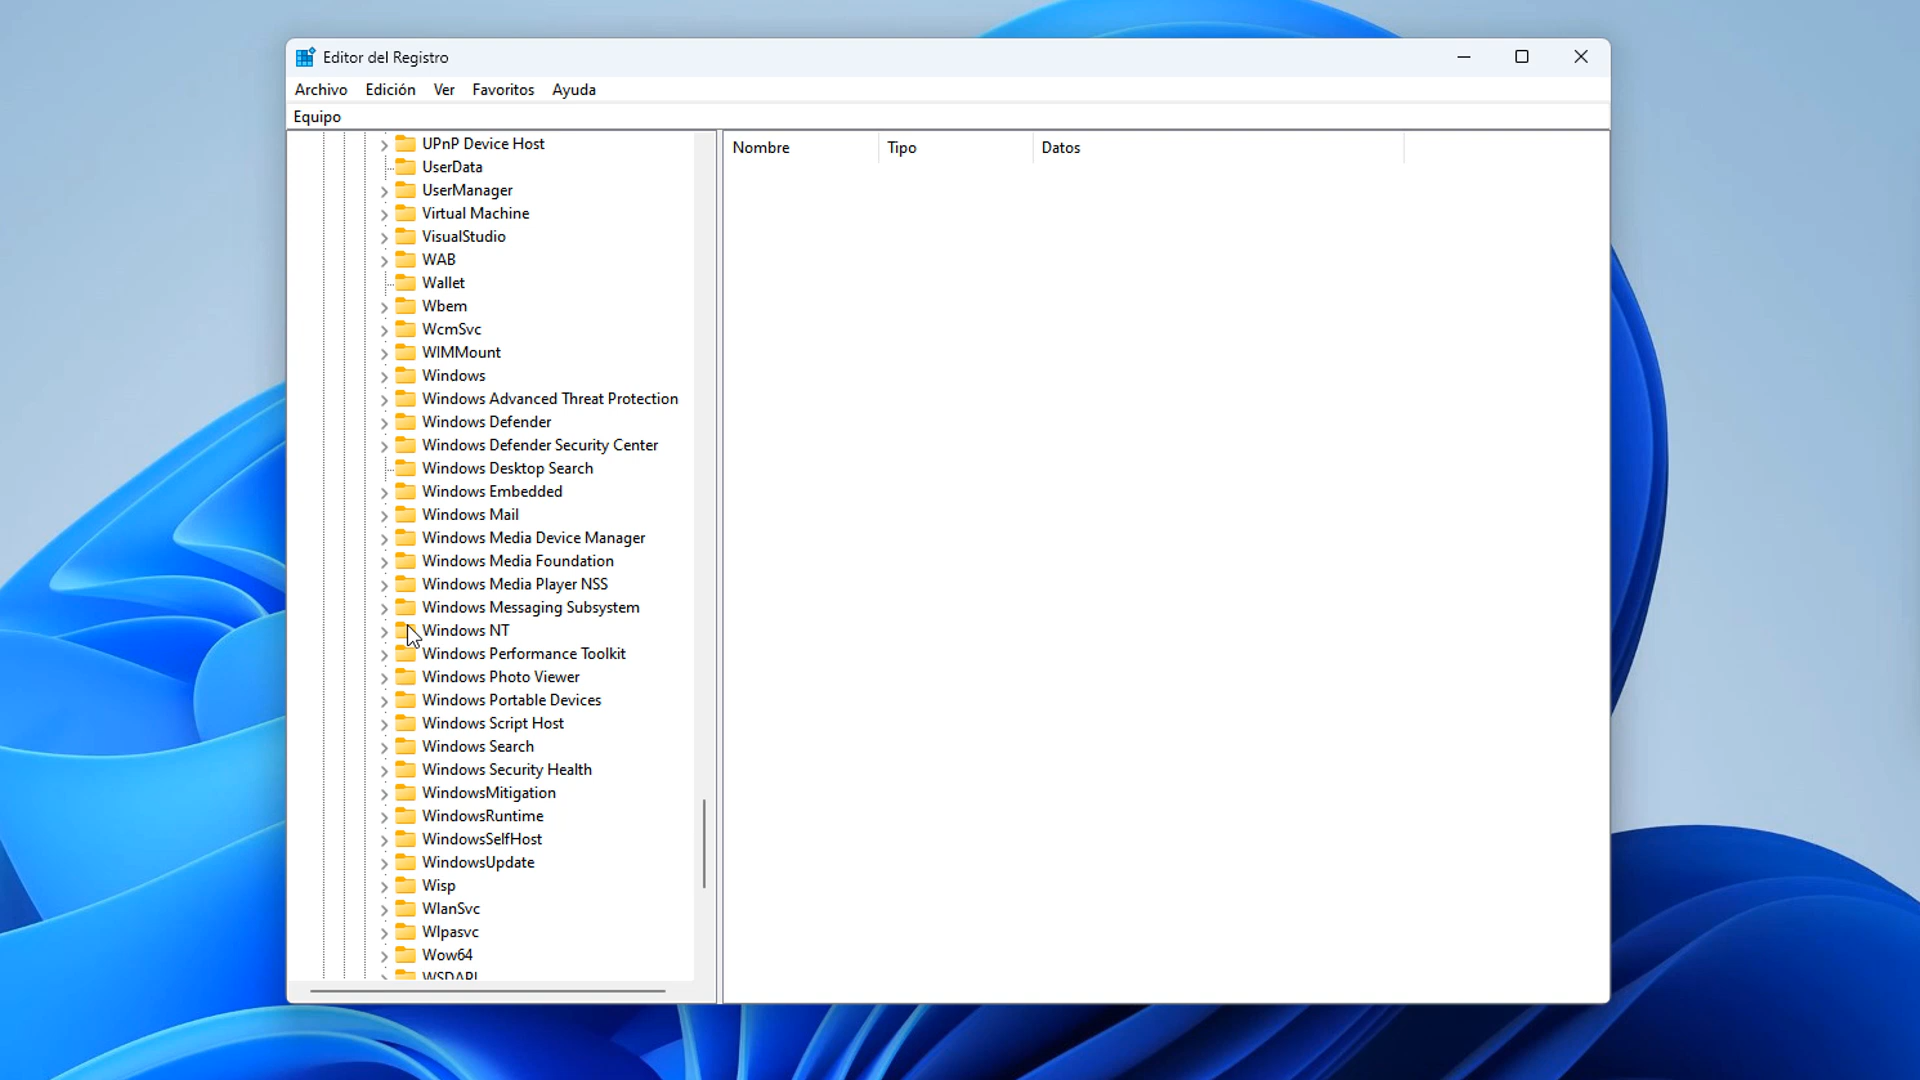 Editor del Registro
Archivo Edición Ver Favoritos Ayuda
Equipo
Nombre Tipo Datos
UPnP Device Host
UserData
UserManager
Virtual Machine
VisualStudio
WAB
Wallet
Wbem
WcmSvc
WIMMount
Windows
Windows Advanced Threat Protection
Windows Defender
Windows Defender Security Center
Windows Desktop Search
Windows Embedded
Windows Mail
Windows Media Device Manager
Windows Media Foundation
Windows Media Player NSS
Windows Messaging Subsystem
Windows NT
Windows Performance Toolkit
Windows Photo Viewer
Windows Portable Devices
Windows Script Host
Windows Search
Windows Security Health
WindowsMitigation
WindowsRuntime
WindowsSelfHost
WindowsUpdate
Wisp
WlanSvc
Wlpasvc
Wow64
WSDAPI